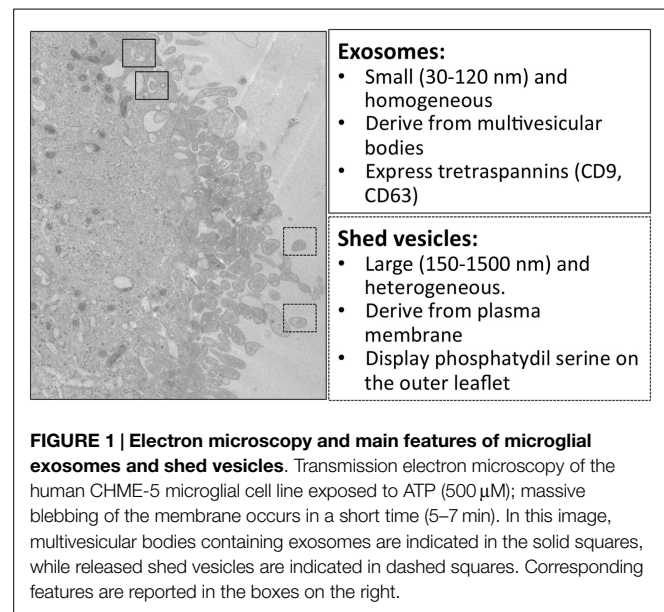 Exosomes:
• Small (30-120 nm) and
homogeneous
• Derive from multivesicular
bodies
• Express tretraspannins (CD9,
CD63)
Shed vesicles:
• Large (150-1500 nm) and
heterogeneous.
• Derive from plasma
membrane
• Display phosphatydil serine on
the outer leaflet
FIGURE 1 | Electron microscopy and main features of microglial
exosomes and shed vesicles. Transmission electron microscopy of the
human CHME-5 microglial cell line exposed to ATP (500 μM); massive
blebbing of the membrane occurs in a short time (5–7 min). In this image,
multivesicular bodies containing exosomes are indicated in the solid squares,
while released shed vesicles are indicated in dashed squares. Corresponding
features are reported in the boxes on the right.